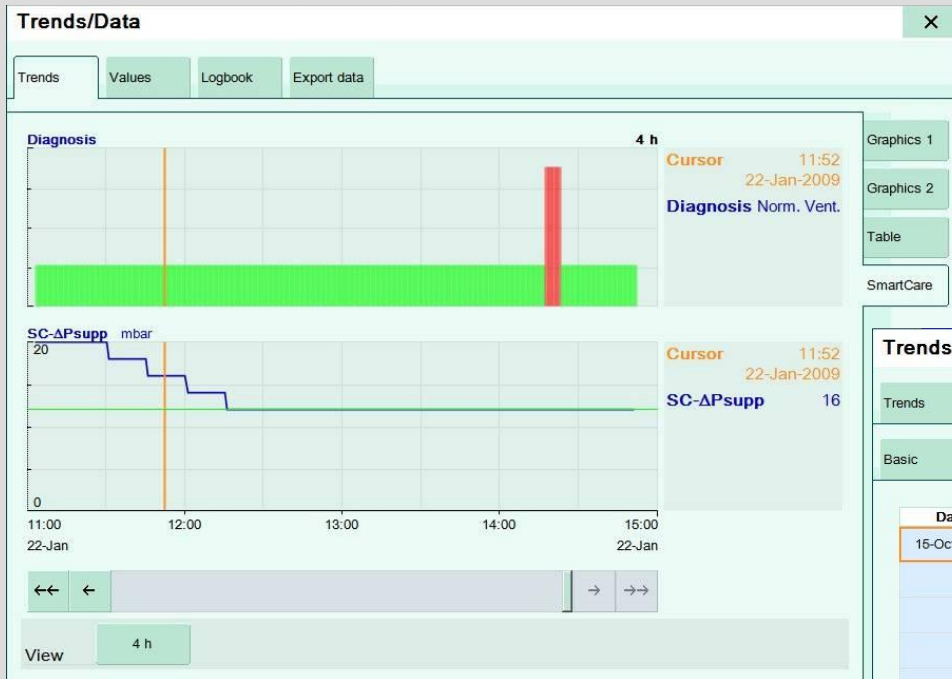 Trends/Data
Trends Values Logbook Export data
Diagnosis 4 h
Cursor 11:52
22-Jan-2009
Diagnosis Norm. Vent.
SC-ΔPsupp mbar
20
0
Cursor 11:52
22-Jan-2009
SC-ΔPsupp 16
11:00 12:00 13:00 14:00 15:00
22-Jan 22-Jan
View 4 h
Graphics 1
Graphics 2
Table
SmartCare
Trends
Trends
Basic
Da
15-Oc